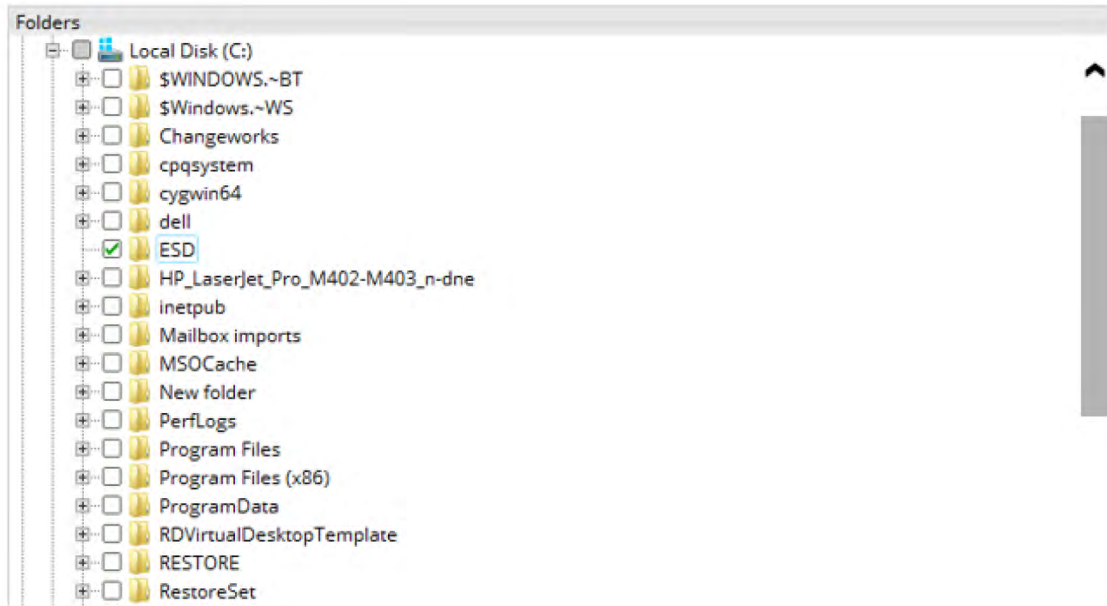 Folders
Local Disk (C:)
$WINDOWS.~BT
$Windows.~WS
Changeworks
cpqsystem
cygwin64
dell
ESD
HP_LaserJet_Pro_M402-M403_n-dne
inetpub
Mailbox imports
MSOCache
New folder
PerfLogs
Program Files
Program Files (x86)
ProgramData
RDVirtualDesktopTemplate
RESTORE
RestoreSet